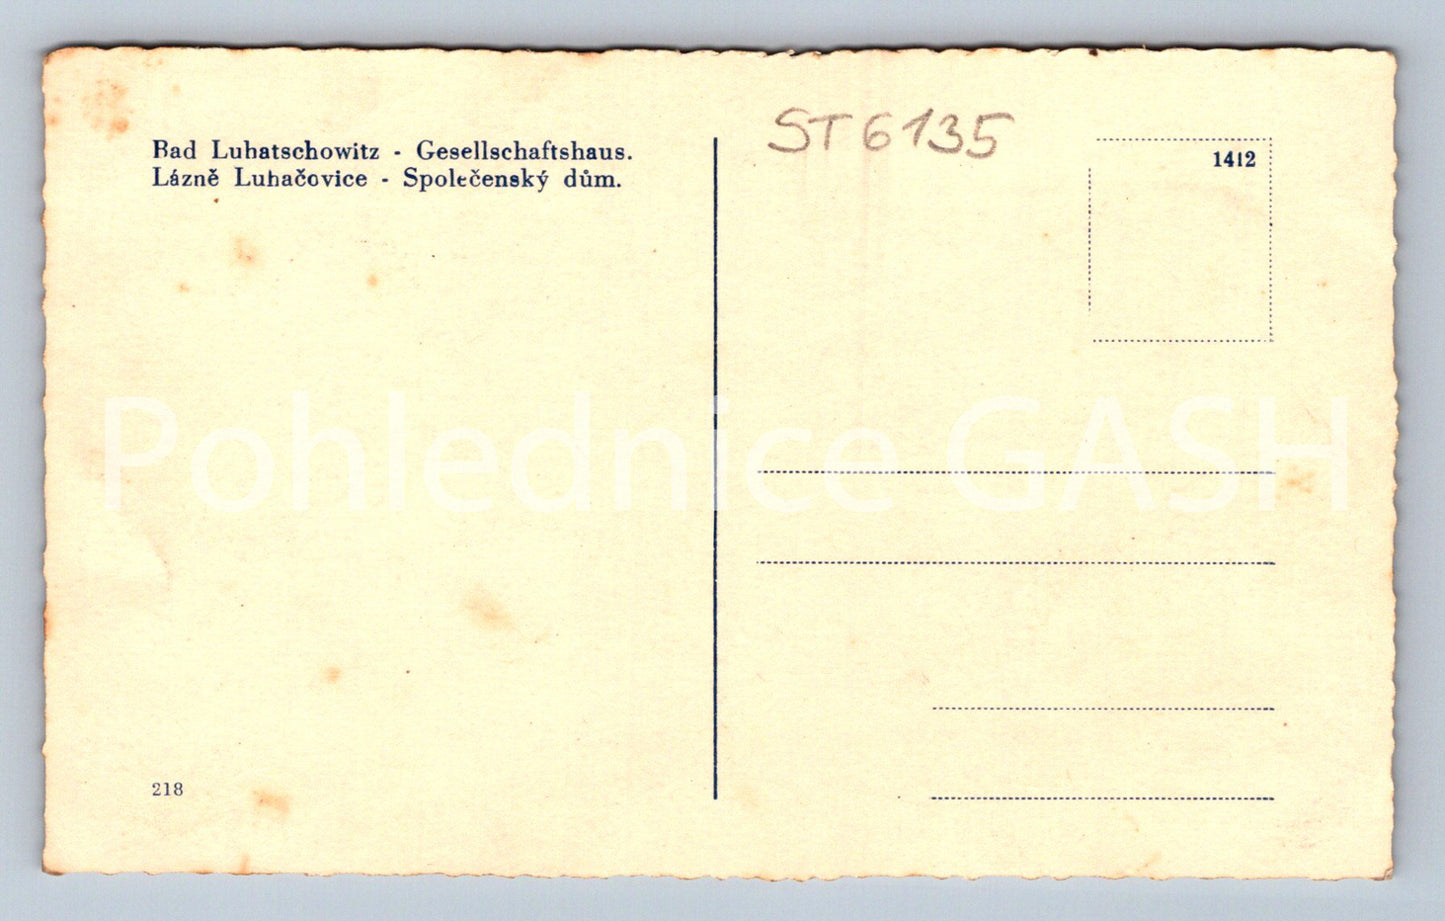 Bad Luhatschowitz - Gesellschaftshaus.
Lázně Luhačovice - Společenský dům.
ST6135
1412
Pohlednice GASH
218